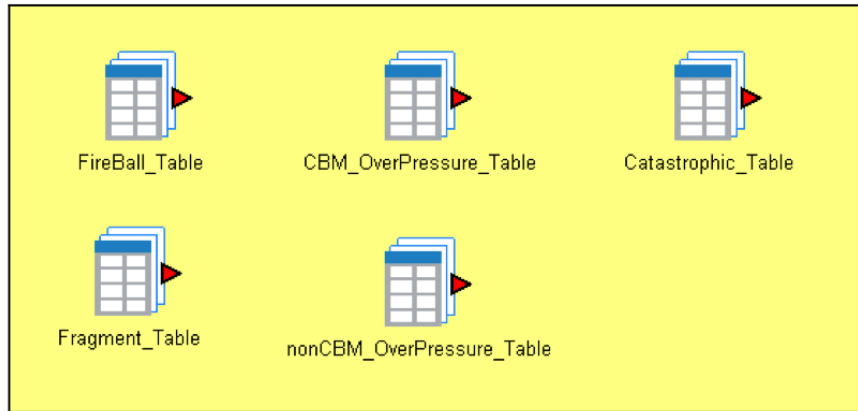 FireBall_Table
CBM_OverPressure_Table
Catastrophic_Table
Fragment_Table
nonCBM_OverPressure_Table